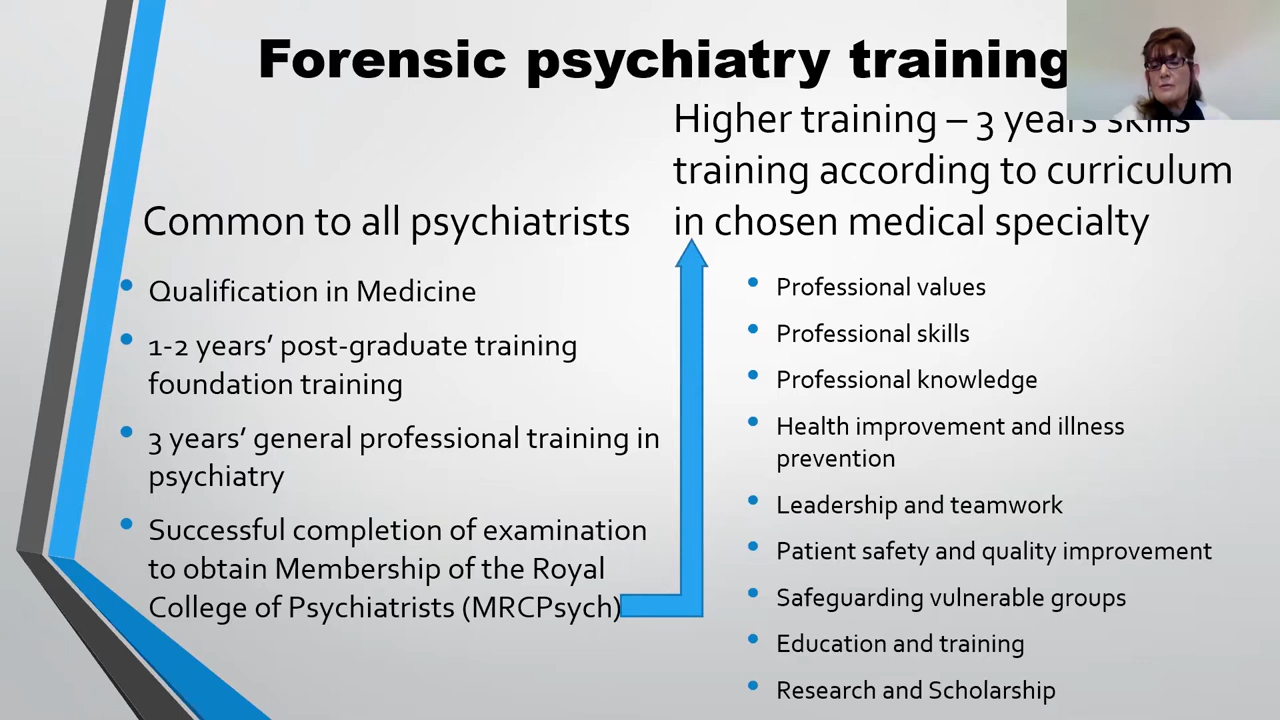 Forensic psychiatry training
Common to all psychiatrists
Qualification in Medicine
1-2 years’ post-graduate training
foundation training
3 years’ general professional training in
psychiatry
Successful completion of examination
to obtain Membership of the Royal
College of Psychiatrists (MRCPsych)
Higher training – 3 years skills
training according to curriculum
in chosen medical specialty
Professional values
Professional skills
Professional knowledge
Health improvement and illness
prevention
Leadership and teamwork
Patient safety and quality improvement
Safeguarding vulnerable groups
Education and training
Research and Scholarship